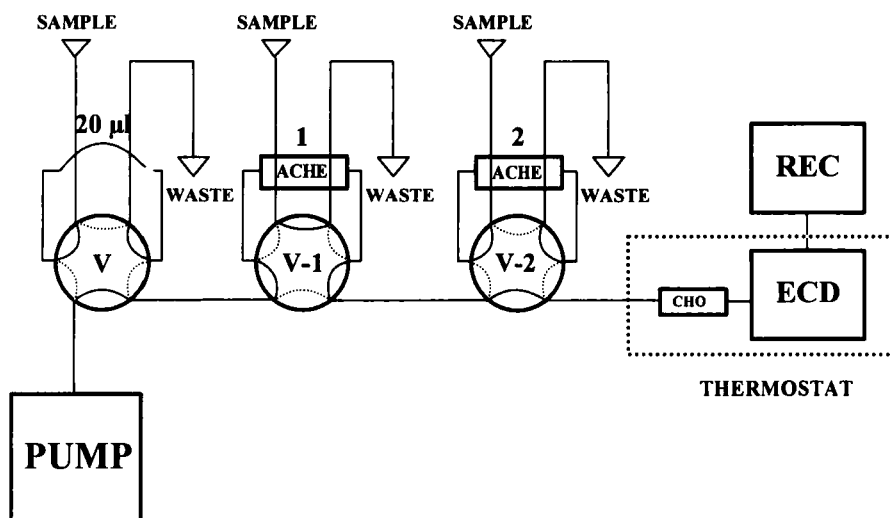 SAMPLE
SAMPLE
SAMPLE
20 µl
1
2
ACHE
ACHE
WASTE
WASTE
WASTE
REC
V
V-1
V-2
CHO
ECD
THERMOSTAT
PUMP